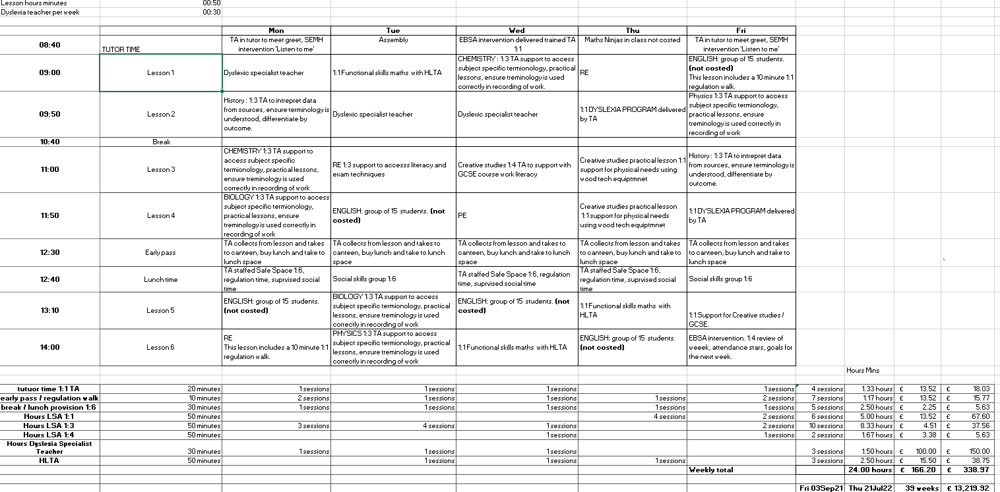 Lesson hours minutes 00:50
Dyslexia teacher per week 00:30
Mon Tue Wed Thu Fri
08:40 TUTOR TIME
TA in tutor to meet greet, SEMH
intervention 'Listen to me'
Assembly
EBSA intervention delivered trained TA
1:1
Maths Ninjas in class not costed
TA in tutor to meet greet, SEMH
intervention 'Listen to me'
09:00 Lesson 1
Dyslexic specialist teacher
1:1 Functional skills maths with HLTA
CHEMISTRY : 1:3 TA support to access
subject specific termionology, practical
lessons, ensure treminology is used
correctly in recording of work.
RE
ENGLISH: group of 15 students.
(not costed)
This lesson includes a 10 minute 1:1
regulation walk.
09:50 Lesson 2
History : 1:3 TA to intrepret data
from sources, ensure terminology is
understood, differentiate by
outcome.
Dyslexic specialist teacher
Dyslexic specialist teacher
1:1 DYSLEXIA PROGRAM delivered
by TA
Physics 1:3 TA support to access
subject specific termionology,
practical lessons, ensure
treminology is used correctly in
recording of work
10:40 Break
11:00 Lesson 3
CHEMISTRY 1:3 TA support to
access subject specific
termionology, practical lessons,
ensure treminology is used
correctly in recording of work
RE 1:3 support to accesss literacy and
exam techniques
Creative studies 1:4 TA to support with
GCSE course work literacy
Creative studies practical lesson 1:1
support for physical needs using
wood tech equiptmnet
History : 1:3 TA to intrepret data
from sources, ensure terminology is
understood, differentiate by
outcome.
11:50 Lesson 4
BIOLOGY 1:3 TA support to access
subject specific termionology,
practical lessons, ensure
treminology is used correctly in
recording of work
ENGLISH: group of 15 students. (not
costed)
PE
Creative studies practical lesson
1:1 support for physical needs
using wood tech equiptmnet
1:1 DYSLEXIA PROGRAM delivered
by TA
12:30 Early pass
TA collects from lesson and takes
to canteen, buy lunch and take to
lunch space
TA collects from lesson and takes to
canteen, buy lunch and take to lunch
space
TA collects from lesson and takes to
canteen, buy lunch and take to lunch
space
TA collects from lesson and takes
to canteen, buy lunch and take to
lunch space
TA collects from lesson and takes
to canteen, buy lunch and take to
lunch space
12:40 Lunch time
TA staffed Safe Space 1:6,
regulation time, suprvised social
time
Social skills group 1:6
TA staffed Safe Space 1:6, regulation
time, suprvised social time
TA staffed Safe Space 1:6,
regulation time, suprvised social
time
Social skills group 1:6
13:10 Lesson 5
ENGLISH: group of 15 students.
(not costed)
BIOLOGY 1:3 TA support to access
subject specific termionology, practical
lessons, ensure treminology is used
correctly in recording of work
ENGLISH: group of 15 students. (not
costed)
1:1 Functional skills maths with
HLTA
1:1 Support for Creative studies /
GCSE.
14:00 Lesson 6
RE
This lesson includes a 10 minute 1:1
regulation walk.
PHYSICS 1:3 TA support to access
subject specific termionology, practical
lessons, ensure treminology is used
correctly in recording of work
1:1 Functional skills maths with HLTA
ENGLISH: group of 15 students.
(not costed)
EBSA intervention. 1:4 review of
weeek, attendance stars, goals for
the next week.
Hours Mins
tutuor time 1:1 TA 20 minutes 1 sessions 1 sessions 1 sessions 1 sessions 4 sessions 1.33 hours £ 13.52 £ 18.03
early pass / regulation walk 10 minutes 2 sessions 1 sessions 1 sessions 1 sessions 2 sessions 7 sessions 1.17 hours £ 13.52 £ 15.77
break / lunch provision 1:6 30 minutes 1 sessions 1 sessions 1 sessions 1 sessions 1 sessions 5 sessions 2.50 hours £ 2.25 £ 5.63
Hours LSA 1:1 50 minutes 4 sessions 2 sessions 6 sessions 5.00 hours £ 13.52 £ 67.60
Hours LSA 1:3 50 minutes 3 sessions 4 sessions 1 sessions 2 sessions 10 sessions 8.33 hours £ 4.51 £ 37.56
Hours LSA 1:4 50 minutes 1 sessions 1 sessions 2 sessions 1.67 hours £ 3.38 £ 5.63
Hours Dyslexia Specialist
Teacher 30 minutes 1 sessions 1 sessions 1 sessions 3 sessions 1.50 hours £ 100.00 £ 150.00
HLTA 50 minutes 1 sessions 1 sessions 1 sessions 3 sessions 2.50 hours £ 15.50 £ 38.75
Weekly total 24.00 hours £ 166.20 £ 338.97
Fri 03Sep21 Thu 21Jul22 39 weeks £ 13,219.92